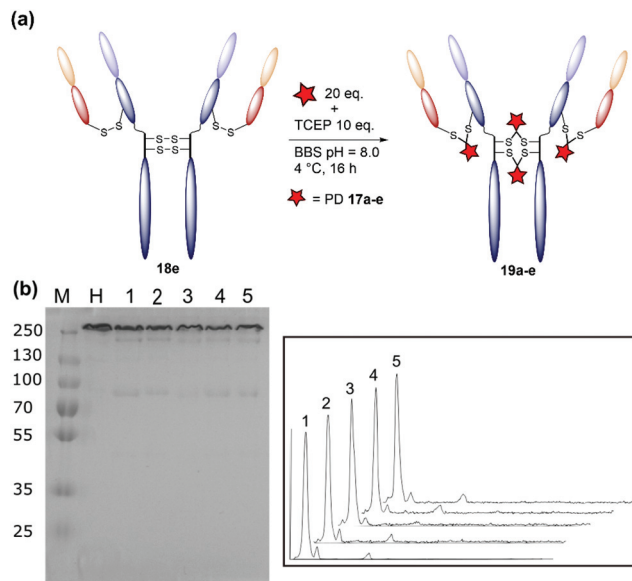 (a)
20 eq.
+
TCEP 10 eq.
BBS pH = 8.0
4 °C, 16 h
= PD 17a-e
S S
S S
S-S
S-S
S S
S S
S S
S S
18e
19a-e
(b)
M H 1 2 3 4 5
250
130
100
70
55
35
25
1
2
3
4
5